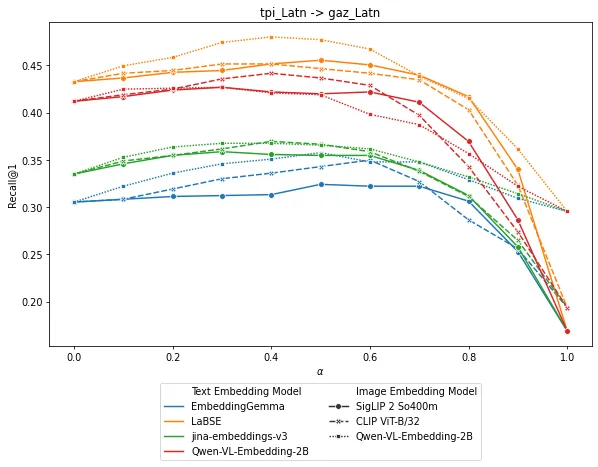 tpi_Latn -> gaz_Latn
Recall@1
0.45
0.40
0.35
0.30
0.25
0.20
0.0
0.2
0.4
0.6
0.8
1.0
α
Text Embedding Model
EmbeddingGemma
LaBSE
jina-embeddings-v3
Qwen-VL-Embedding-2B
Image Embedding Model
SigLIP 2 So400m
CLIP ViT-B/32
Qwen-VL-Embedding-2B